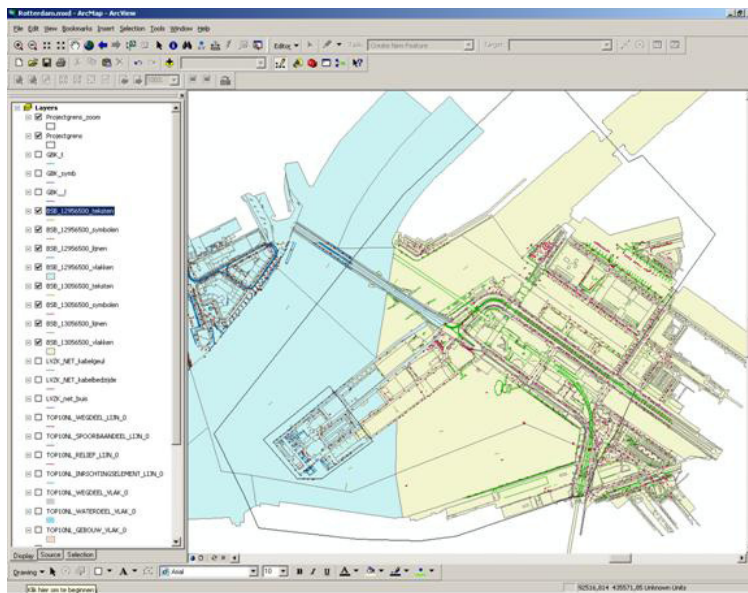 Rotterdam.mxd - ArcMap - ArcView
File Edit View Bookmarks Insert Selection Tools Window Help
Editor Task: Create New Feature Target:
Layers
Projectgrens_zoom
Projectgrens
GBK_t
GBK_symb
GBK__l
BSB_12956500_teksten
BSB_12956500_symbolen
BSB_12956500_lijnen
BSB_12956500_vlakken
BSB_13056500_teksten
BSB_13056500_symbolen
BSB_13056500_lijnen
BSB_13056500_vlakken
LVZK_NET_kabelgeul
LVZK_NET_kabelbedzijde
LVZK_net_buis
TOP10NL_WEGDEEL_LIJN_0
TOP10NL_SPOORBAANDEEL_LIJN_0
TOP10NL_RELIEF_LIJN_0
TOP10NL_INRICHTINGSELEMENT_LIJN_0
TOP10NL_WEGDEEL_VLAK_0
TOP10NL_WATERDEEL_VLAK_0
TOP10NL_GEBOUW_VLAK_0
Display Source Selection
Drawing A Arial 10 B I U A
Klik hier om te beginnen
92516,014 435571,85 Unknown Units